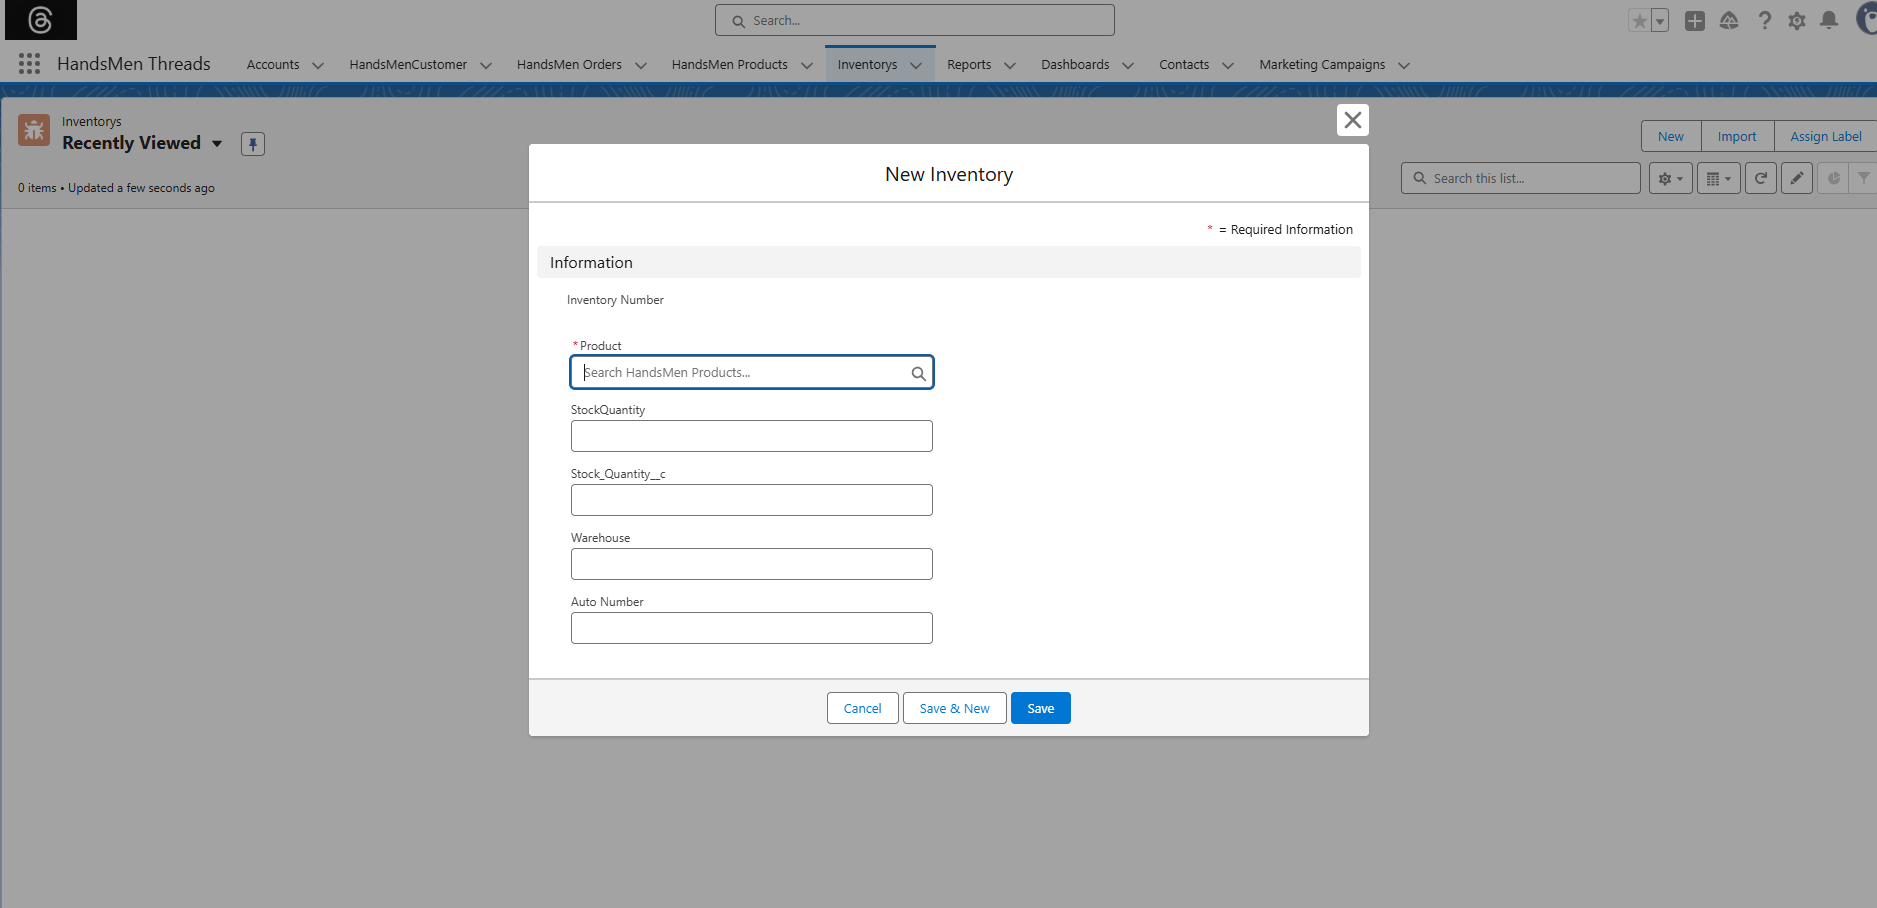 Search...
HandsMen Threads
Accounts
HandsMenCustomer
HandsMen Orders
HandsMen Products
Inventorys
Reports
Dashboards
Contacts
Marketing Campaigns
Inventorys
Recently Viewed
New
Import
Assign Label
0 items • Updated a few seconds ago
Search this list...
New Inventory
* = Required Information
Information
Inventory Number
*Product
Search HandsMen Products...
StockQuantity
Stock_Quantity__c
Warehouse
Auto Number
Cancel
Save & New
Save